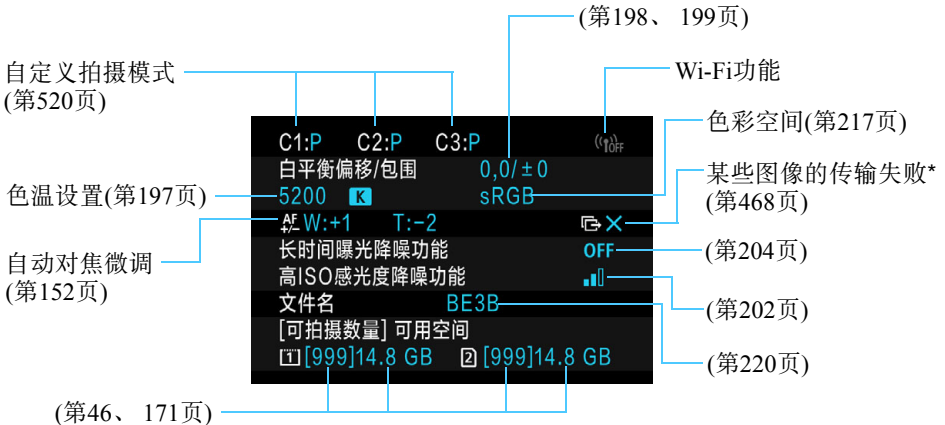 (第198、 199页)
自定义拍摄模式
(第520页)
Wi-Fi功能
色彩空间(第217页)
某些图像的传输失败*
(第468页)
色温设置(第197页)
(第204页)
自动对焦微调
(第152页)
(第202页)
(第220页)
C1:P C2:P C3:P OFF
白平衡偏移/包围 0,0/±0
5200 K sRGB
AF +/- W:+1 T:-2
长时间曝光降噪功能 OFF
高ISO感光度降噪功能
文件名 BE3B
[可拍摄数量] 可用空间
1 [999]14.8 GB 2 [999]14.8 GB
(第46、 171页)